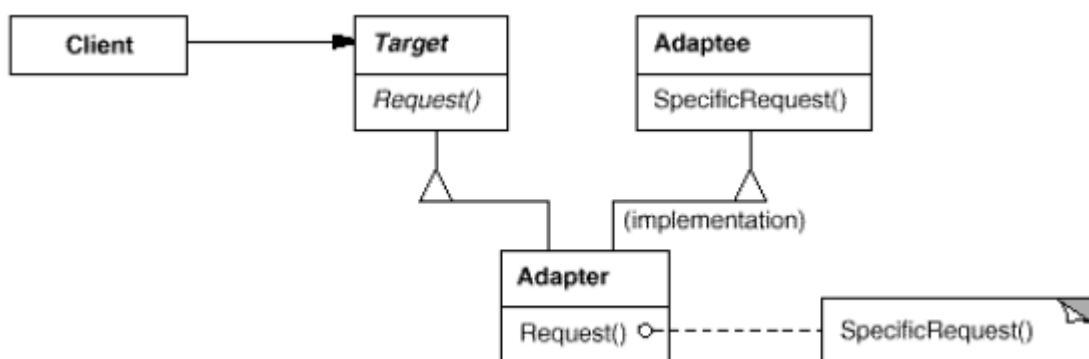 Client
Target
Request()
Adaptee
SpecificRequest()
(implementation)
Adapter
Request()
SpecificRequest()